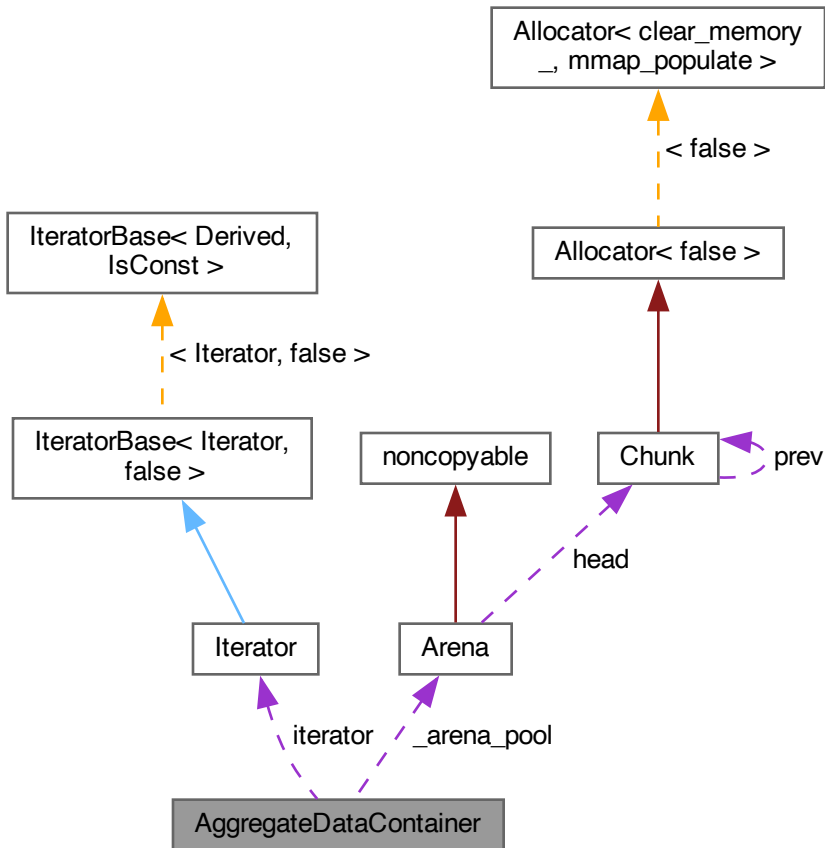 Allocator< clear_memory
_, mmap_populate >
< false >
IteratorBase< Derived,
IsConst >
Allocator< false >
< Iterator, false >
IteratorBase< Iterator,
false >
noncopyable
Chunk
prev
head
Iterator
Arena
iterator
_arena_pool
AggregateDataContainer